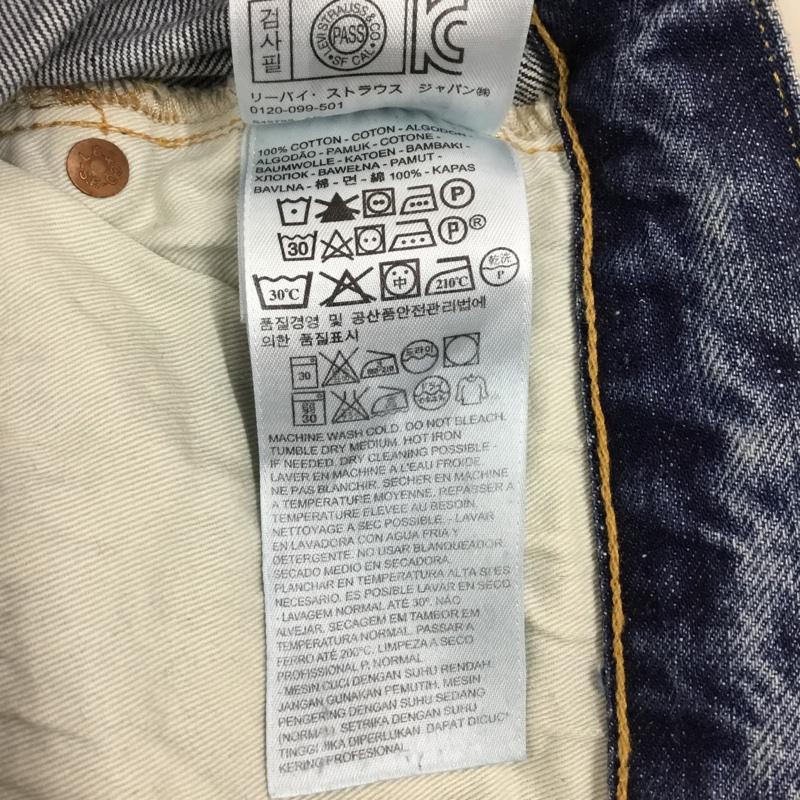 검사필
LEVI STRAUSS & CO
PASS
SF CAL
リーバイ・ストラウス ジャパン㈱
0120-099-501
100% COTTON - COTON - ALGODON -
ALGODÃO - PAMUK - COTONE -
BAUMWOLLE - KATOEN - BAMBAKI -
ХЛОПОК - BAWEŁNA - PAMUT -
BAVLNA - 棉 - 면 - 綿 100% - KAPAS
P
30 P®
30℃ 中 210℃ 乾洗 P
품질경영 및 공산품안전관리법에
의한 품질표시
30 드라이
30
MACHINE WASH COLD. DO NOT BLEACH.
TUMBLE DRY MEDIUM. HOT IRON
IF NEEDED. DRY CLEANING POSSIBLE -
LAVER EN MACHINE A L'EAU FROIDE.
NE PAS BLANCHIR. SECHER EN MACHINE
A TEMPERATURE MOYENNE. REPASSER A
TEMPERATURE ELEVEE AU BESOIN.
NETTOYAGE A SEC POSSIBLE. - LAVAR
EN LAVADORA CON AGUA FRIA Y
DETERGENTE. NO USAR BLANQUEADOR.
SECADO MEDIO EN SECADORA.
PLANCHAR EN TEMPERATURA ALTA SI ES
NECESARIO. ES POSIBLE LAVAR EN SECO.
- LAVAGEM NORMAL ATÉ 30º. NÃO
ALVEJAR. SECAGEM EM TAMBOR EM
TEMPERATURA NORMAL. PASSAR A
FERRO ATÉ 200ºC. LIMPEZA A SECO
PROFISSIONAL P, NORMAL
- MESIN CUCI DENGAN SUHU RENDAH.
JANGAN GUNAKAN PEMUTIH, MESIN
PENGERING DENGAN SUHU SEDANG
(NORMAL). SETRIKA DENGAN SUHU
TINGGI JIKA DIPERLUKAN. DAPAT DICUCI
KERING PROFESIONAL.